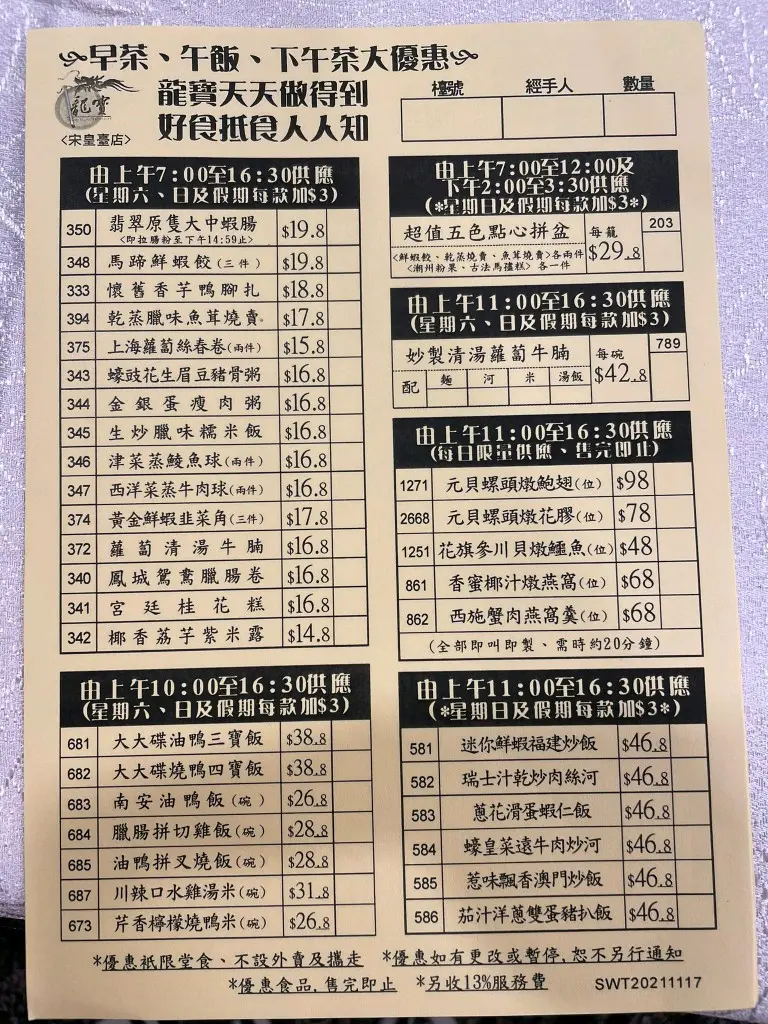 早茶、午飯、下午茶大優惠
龍寶
<宋皇臺店>
龍寶天天做得到
好食抵食人人知
檯號 經手人 數量
由上午7:00至16:30供應
(星期六、日及假期每款加$3)
350 翡翠原隻大中蝦腸 $19.8
<即拉腸粉至下午14:59止>
348 馬蹄鮮蝦餃(三件) $19.8
333 懷舊香芋鴨腳扎 $18.8
394 乾蒸臘味魚茸燒賣 $17.8
375 上海蘿蔔絲春卷(兩件) $15.8
343 蠔豉花生眉豆豬骨粥 $16.8
344 金銀蛋瘦肉粥 $16.8
345 生炒臘味糯米飯 $16.8
346 津菜蒸鯪魚球(兩件) $16.8
347 西洋菜蒸牛肉球(兩件) $16.8
374 黃金鮮蝦韭菜角(三件) $17.8
372 蘿蔔清湯牛腩 $16.8
340 鳳城鴛鴦臘腸卷 $16.8
341 宮廷桂花糕 $16.8
342 椰香荔芋紫米露 $14.8
由上午10:00至16:30供應
(星期六、日及假期每款加$3)
681 大大碟油鴨三寶飯 $38.8
682 大大碟燒鴨四寶飯 $38.8
683 南安油鴨飯(碗) $26.8
684 臘腸拼切雞飯(碗) $28.8
685 油鴨拼叉燒飯(碗) $28.8
687 川辣口水雞湯米(碗) $31.8
673 芹香檸檬燒鴨米(碗) $26.8
由上午7:00至12:00及
下午2:00至3:30供應
(*星期日及假期每款加$3*)
超值五色點心拼盆 每籠 $29.8 203
<鮮蝦餃、乾蒸燒賣、魚茸燒賣>各兩件
<潮州粉果、古法馬拉糕>各一件
由上午11:00至16:30供應
(星期六、日及假期每款加$3)
妙製清湯蘿蔔牛腩 每碗 $42.8 789
配 麵 河 米 湯飯
由上午11:00至16:30供應
(每日限量供應、售完即止)
1271 元貝螺頭燉鮑翅(位) $98
2668 元貝螺頭燉花膠(位) $78
1251 花旗參川貝燉鱷魚(位) $48
861 香蜜椰汁燉燕窩(位) $68
862 西施蟹肉燕窩羹(位) $68
(全部即叫即製、需時約20分鐘)
由上午11:00至16:30供應
(*星期日及假期每款加$3*)
581 迷你鮮蝦福建炒飯 $46.8
582 瑞士汁乾炒肉絲河 $46.8
583 蔥花滑蛋蝦仁飯 $46.8
584 蠔皇菜遠牛肉炒河 $46.8
585 惹味飄香澳門炒飯 $46.8
586 茄汁洋蔥雙蛋豬扒飯 $46.8
*優惠祇限堂食、不設外賣及攜走 *優惠如有更改或暫停,恕不另行通知
*優惠食品,售完即止 *另收13%服務費 SWT20211117